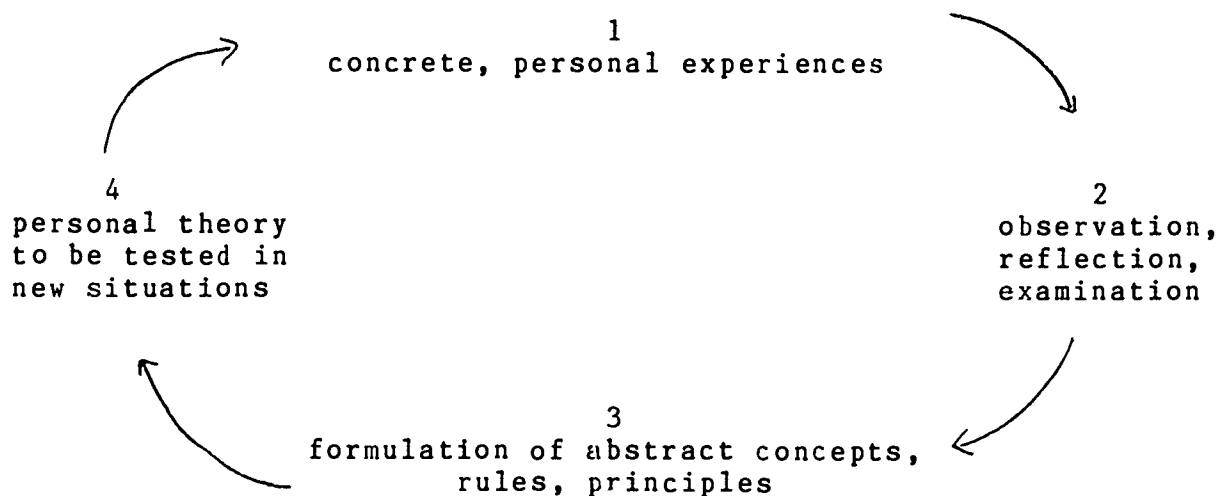 1
concrete, personal experiences
2
observation,
reflection,
examination
3
formulation of abstract concepts,
rules, principles
4
personal theory
to be tested in
new situations